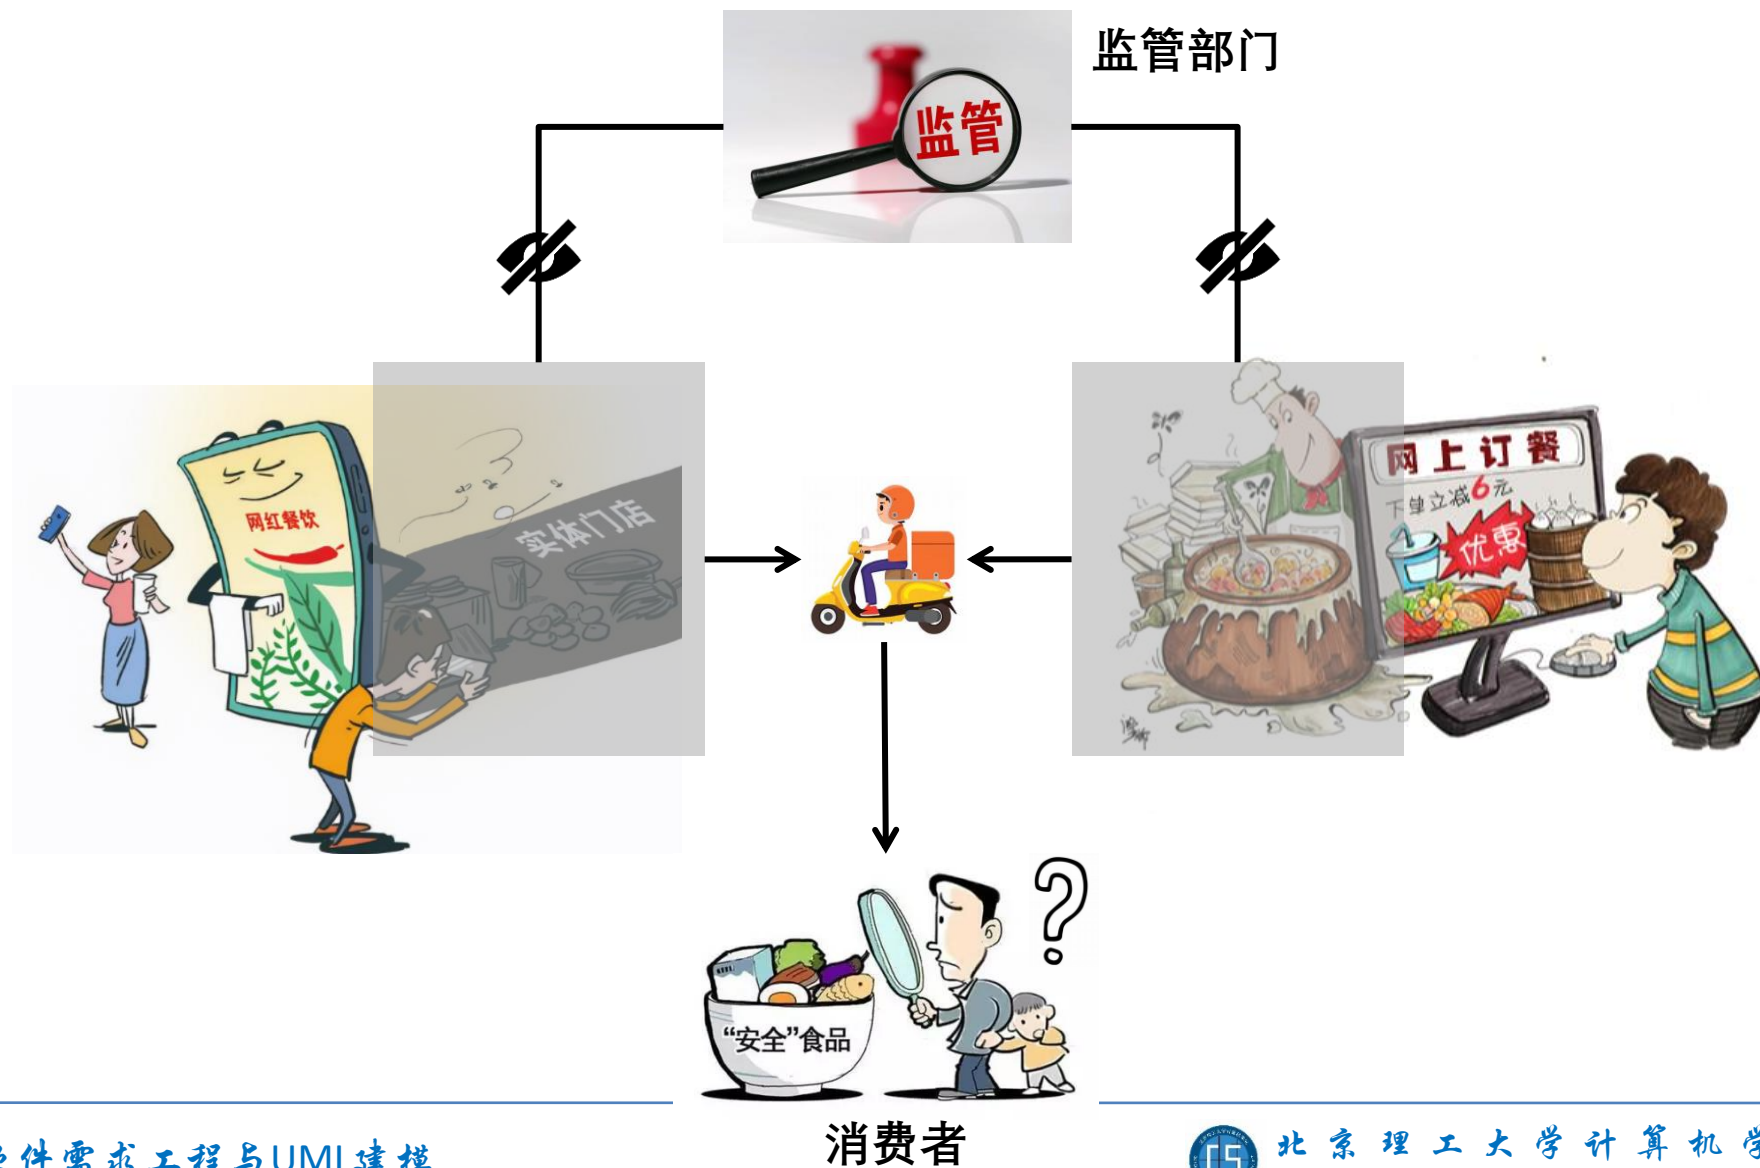 监管部门
监管
网红餐饮
实体门店
网上订餐
下单立减6元
优惠
“安全”食品
消费者
件需求工程与UML建模
北京理工大学计算机学